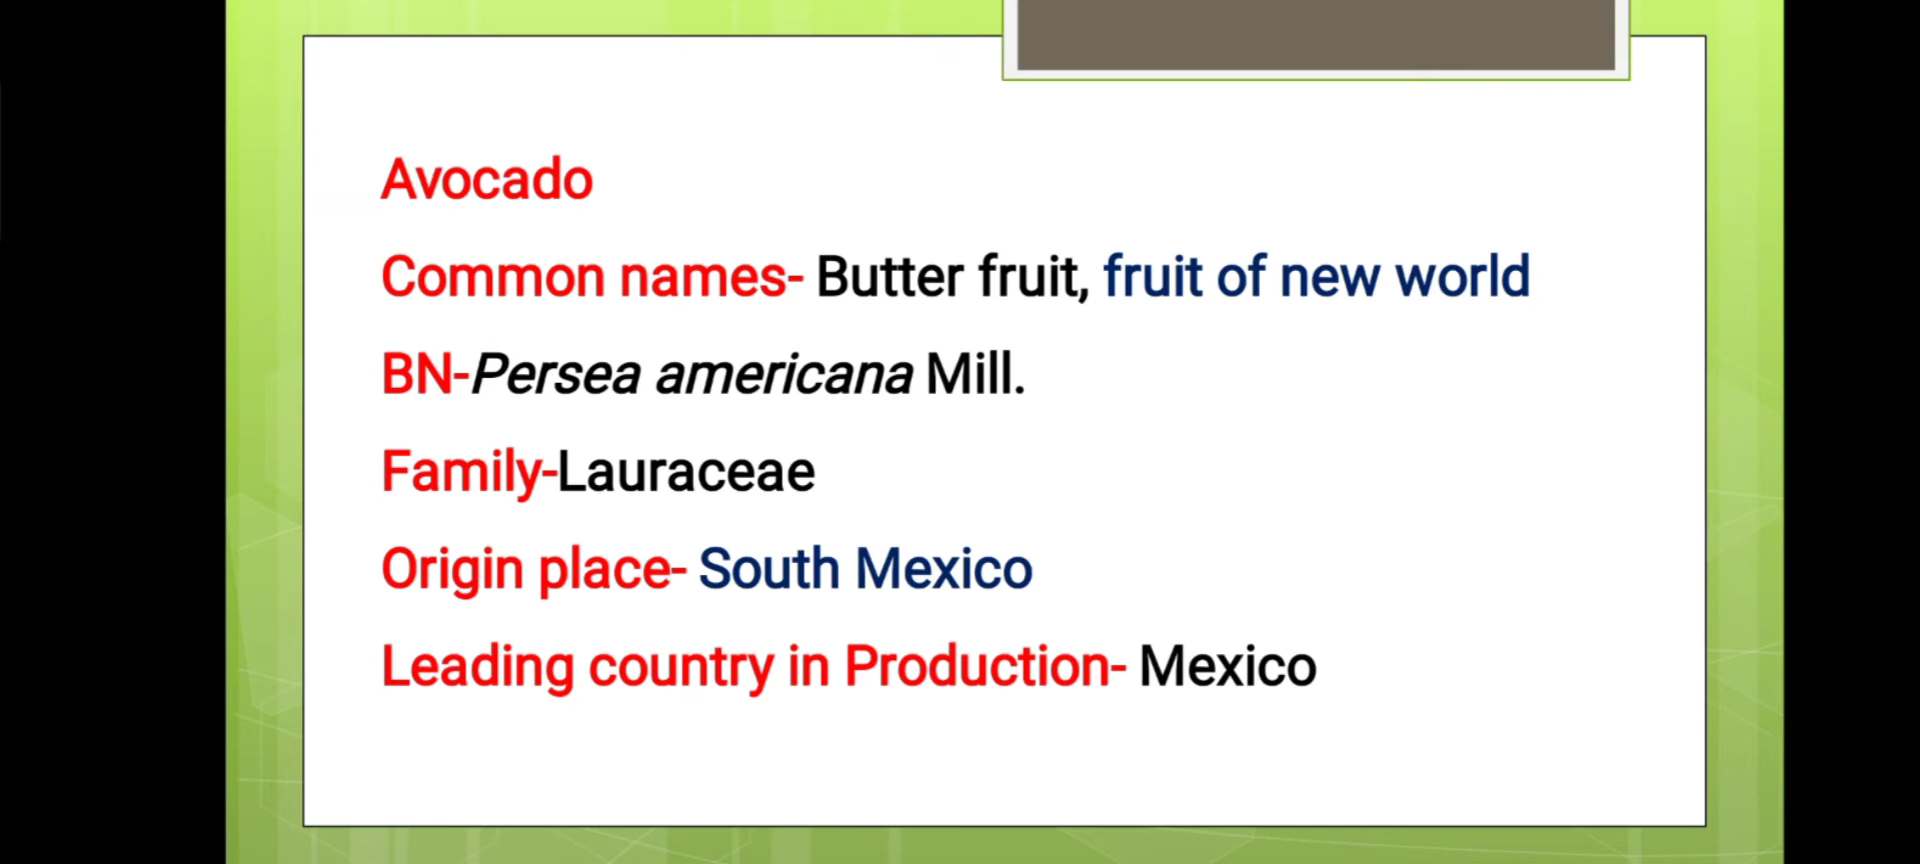 Avocado
Common names- Butter fruit, fruit of new world
BN-Persea americana Mill.
Family-Lauraceae
Origin place- South Mexico
Leading country in Production- Mexico